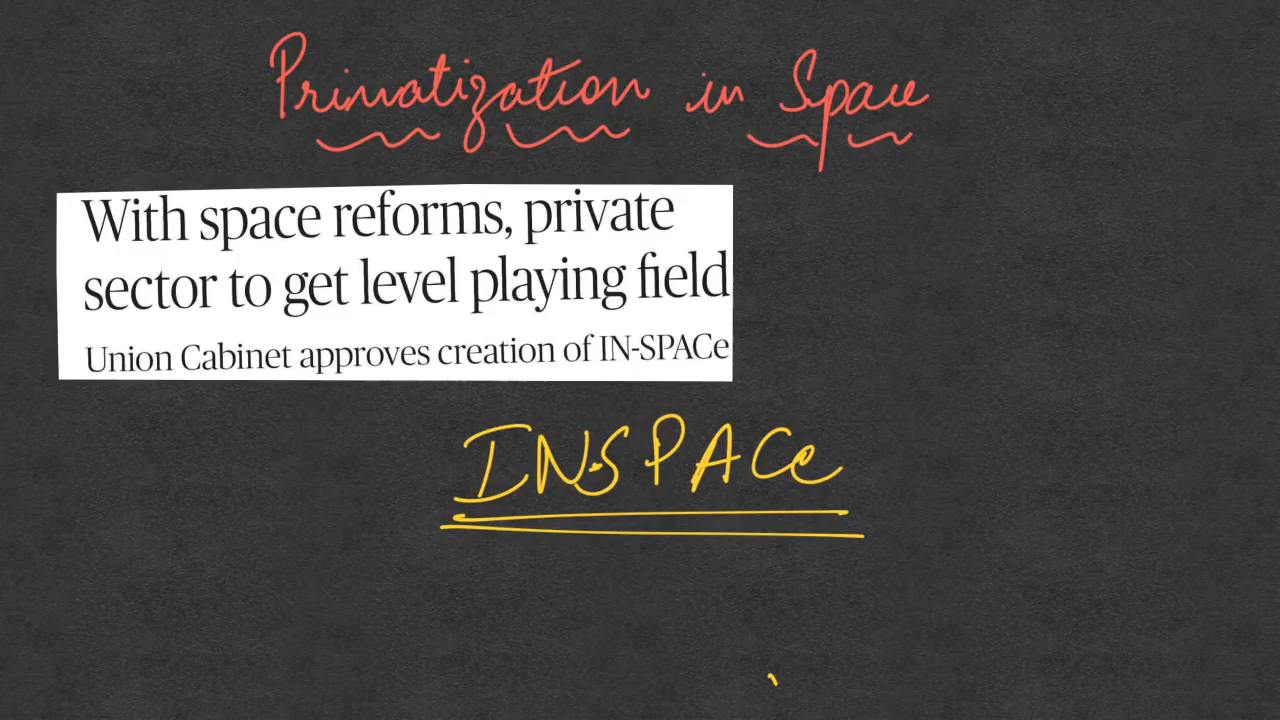 Privatization in Space
With space reforms, private
sector to get level playing field
Union Cabinet approves creation of IN-SPACe
INSPACe